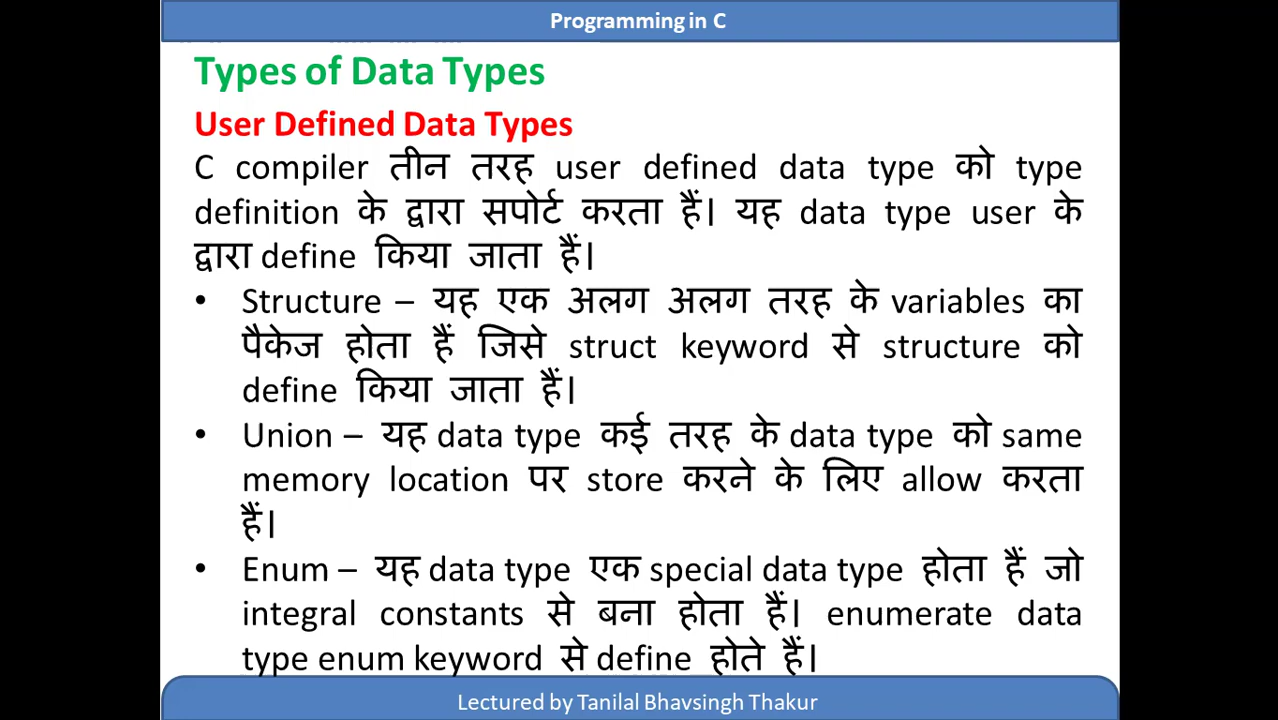 Programming in C
Types of Data Types
User Defined Data Types
C compiler तीन तरह user defined data type को type
definition के द्वारा सपोर्ट करता हैं। यह data type user के
द्वारा define किया जाता हैं।
• Structure – यह एक अलग अलग तरह के variables का
पैकेज होता हैं जिसे struct keyword से structure को
define किया जाता हैं।
• Union – यह data type कई तरह के data type को same
memory location पर store करने के लिए allow करता
हैं।
• Enum – यह data type एक special data type होता हैं जो
integral constants से बना होता हैं। enumerate data
type enum keyword से define होते हैं।
Lectured by Tanilal Bhavsingh Thakur